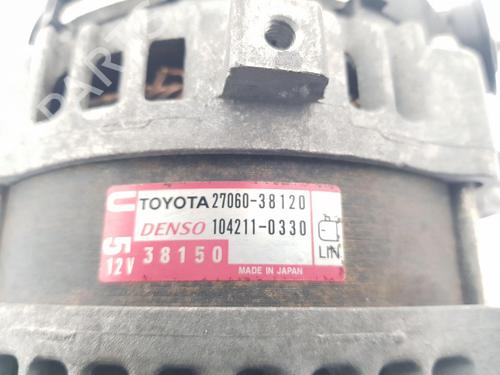 TOYOTA 27060-38120
DENSO 104211-0330
U 5
12V
38150
LIN
MADE IN JAPAN